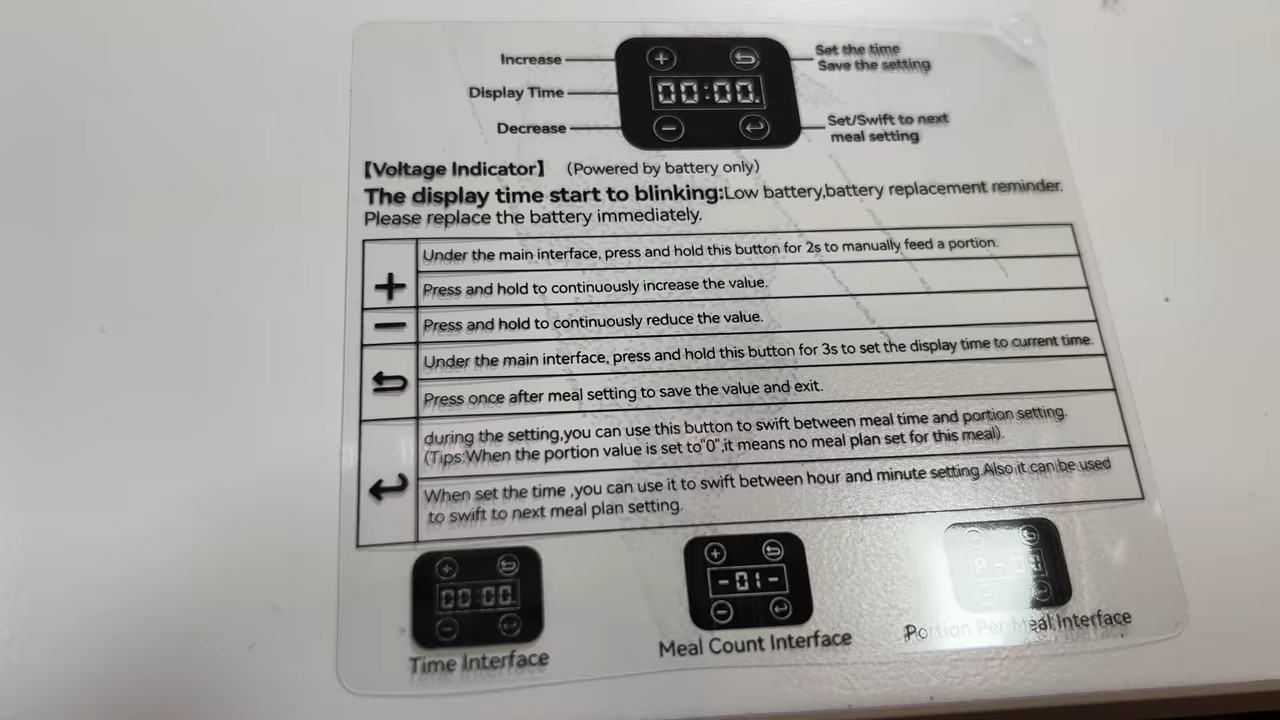 Increase
Set the time
Save the setting
Display Time
00:00.
Decrease
Set/Swift to next
meal setting
【Voltage Indicator】 (Powered by battery only)
The display time start to blinking:Low battery,battery replacement reminder.
Please replace the battery immediately.
+ Under the main interface, press and hold this button for 2s to manually feed a portion.
Press and hold to continuously increase the value.
— Press and hold to continuously reduce the value.
Under the main interface, press and hold this button for 3s to set the display time to current time.
Press once after meal setting to save the value and exit.
during the setting,you can use this button to swift between meal time and portion setting.
(Tips:When the portion value is set to"0",it means no meal plan set for this meal).
When set the time ,you can use it to swift between hour and minute setting.Also it can be used
to swift to next meal plan setting.
00:00.
-01-
P-
Time Interface
Meal Count Interface
Portion Per Meal Interface